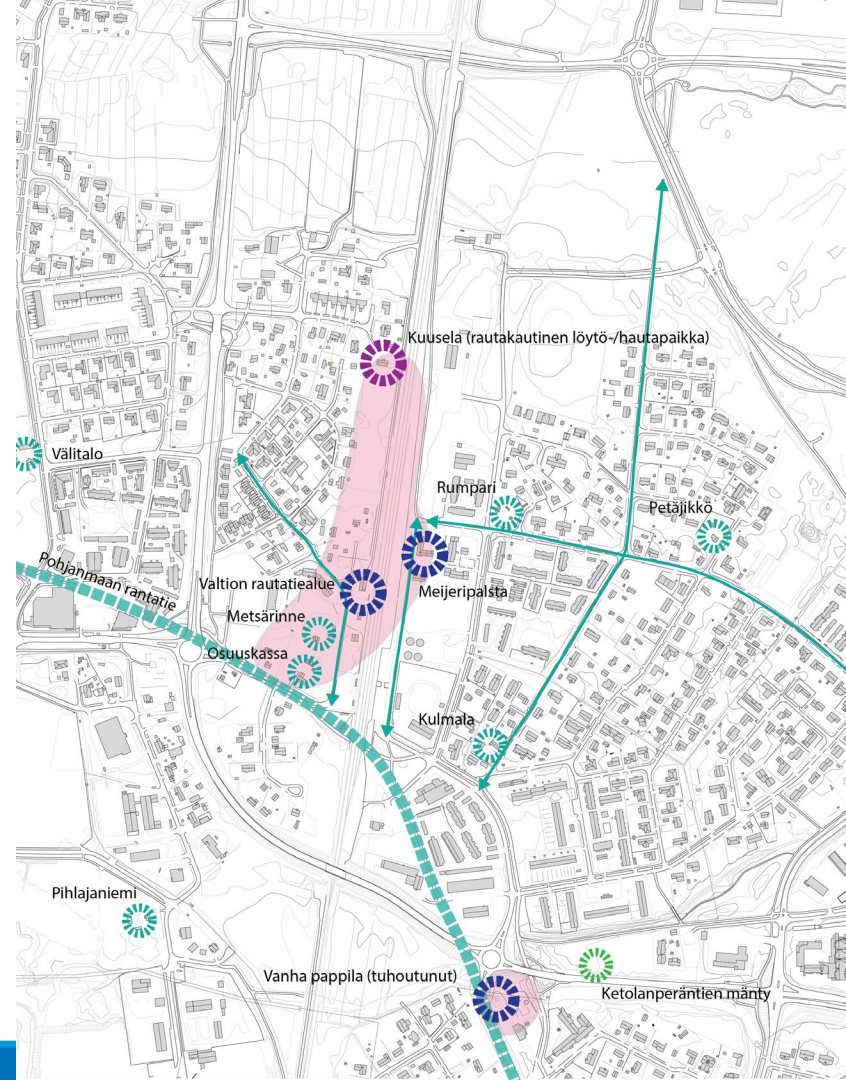 Kuusela (rautakautinen löytö-/hautapaikka)
Välitalo
Rumpari
Petäjikkö
Pohjanmaan rantatie
Valtion rautatiealue
Meijeripalsta
Metsärinne
Osuuskassa
Kulmala
Pihlajaniemi
Vanha pappila (tuhoutunut)
Ketolanperäntien mänty